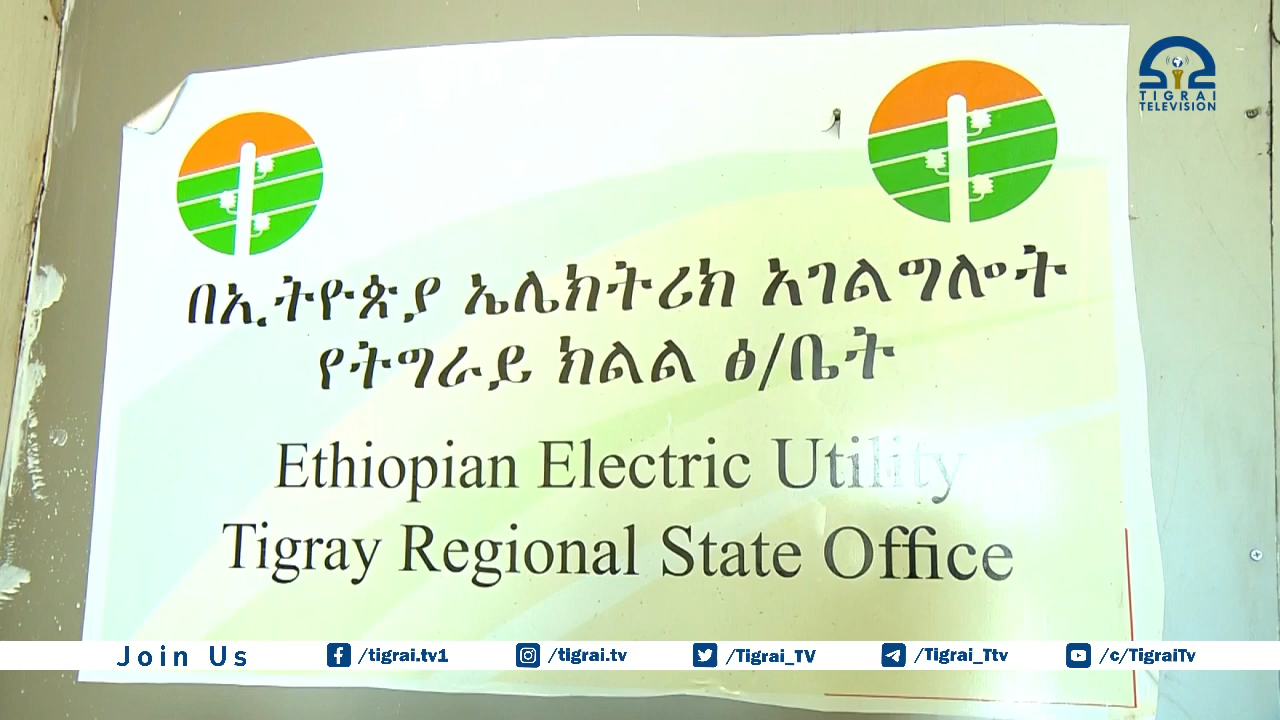 TIGRAI
TELEVISION
በኢትዮጵያ ኤሌክትሪክ አገልግሎት
የትግራይ ክልል ፅ/ቤት
Ethiopian Electric Utility
Tigray Regional State Office
Join Us /tigrai.tv1 /tigrai.tv /Tigrai_TV /Tigrai_Ttv /c/TigraiTv